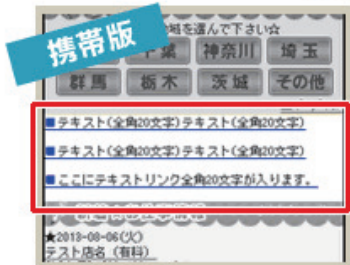 携帯版
域を選んで下さい☆
葉 神奈川 埼玉
群馬 栃木 茨城 その他
■テキスト(全角20文字)テキスト(全角20文字)
■テキスト(全角20文字)テキスト(全角20文字)
■ここにテキストリンク全角20文字が入ります。
★2013-08-06(火)
テスト店名(有料)